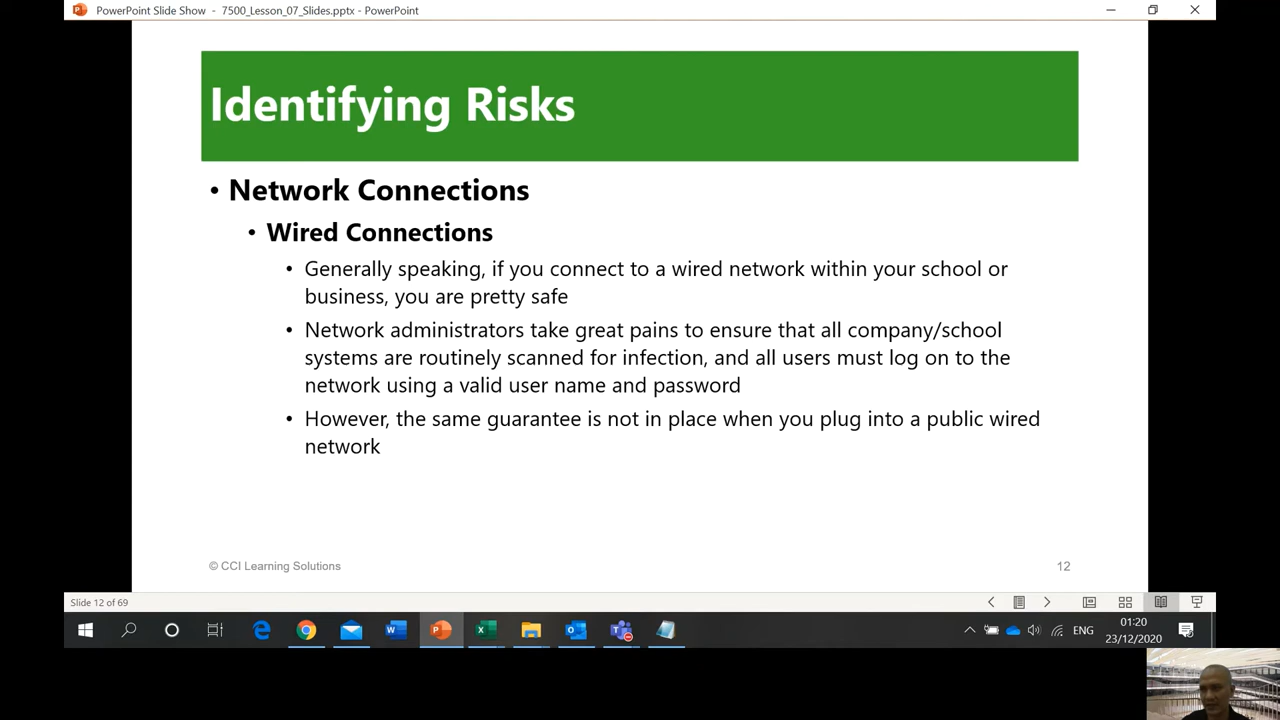 PowerPoint Slide Show - 7500_Lesson_07_Slides.pptx - PowerPoint
Identifying Risks
• Network Connections
• Wired Connections
• Generally speaking, if you connect to a wired network within your school or
business, you are pretty safe
• Network administrators take great pains to ensure that all company/school
systems are routinely scanned for infection, and all users must log on to the
network using a valid user name and password
• However, the same guarantee is not in place when you plug into a public wired
network
© CCI Learning Solutions
12
Slide 12 of 69
ENG
01:20
23/12/2020